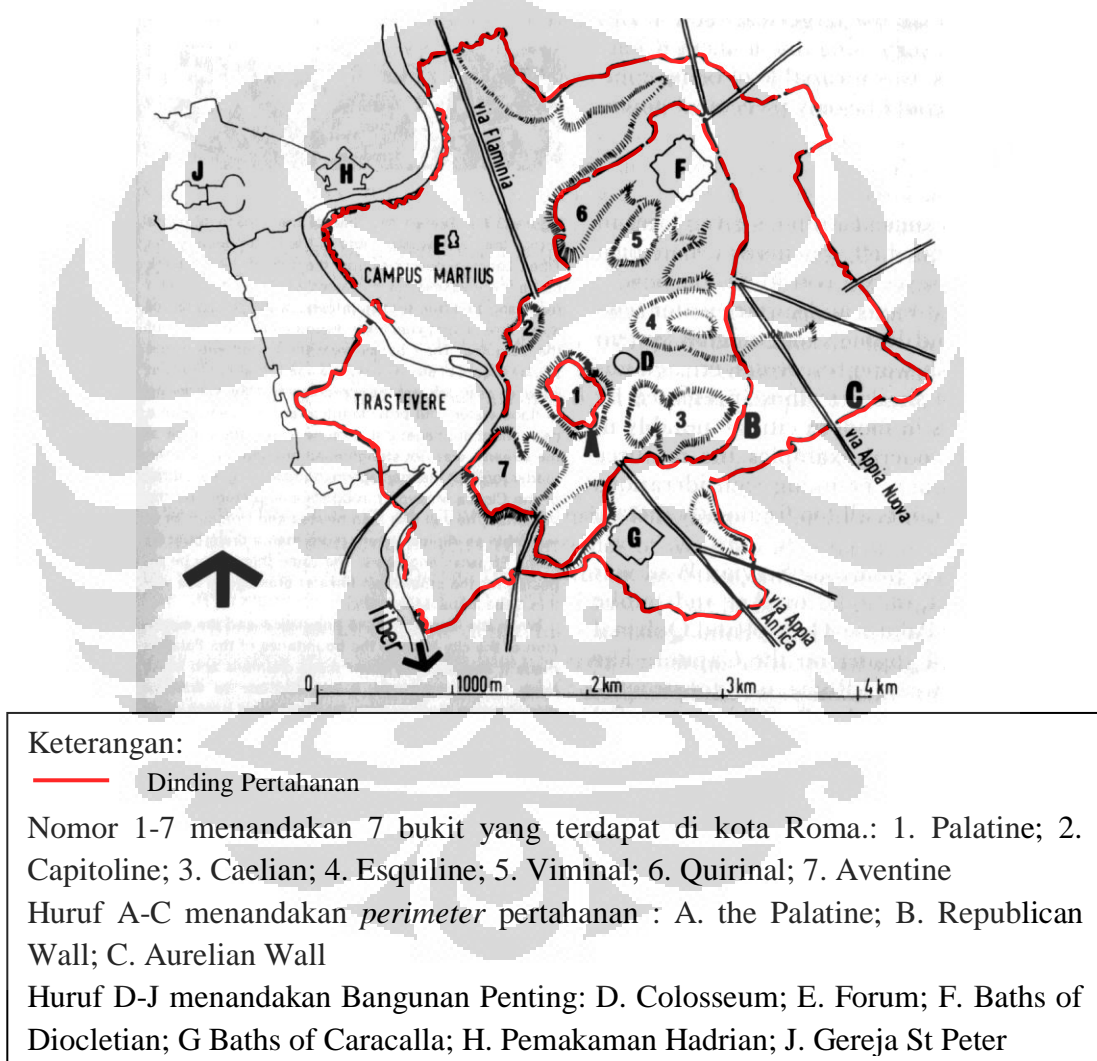 J
H
via Flaminia
F
6
5
E
CAMPUS MARTIUS
2
4
D
1
3
C
B
A
TRASTEVERE
7
via Appia Nuova
G
via Appia
Antica
Tiber
0 1000m 2 km 3km 4 km
Keterangan:
Dinding Pertahanan
Nomor 1-7 menandakan 7 bukit yang terdapat di kota Roma.: 1. Palatine; 2.
Capitoline; 3. Caelian; 4. Esquiline; 5. Viminal; 6. Quirinal; 7. Aventine
Huruf A-C menandakan perimeter pertahanan : A. the Palatine; B. Republican
Wall; C. Aurelian Wall
Huruf D-J menandakan Bangunan Penting: D. Colosseum; E. Forum; F. Baths of
Diocletian; G Baths of Caracalla; H. Pemakaman Hadrian; J. Gereja St Peter